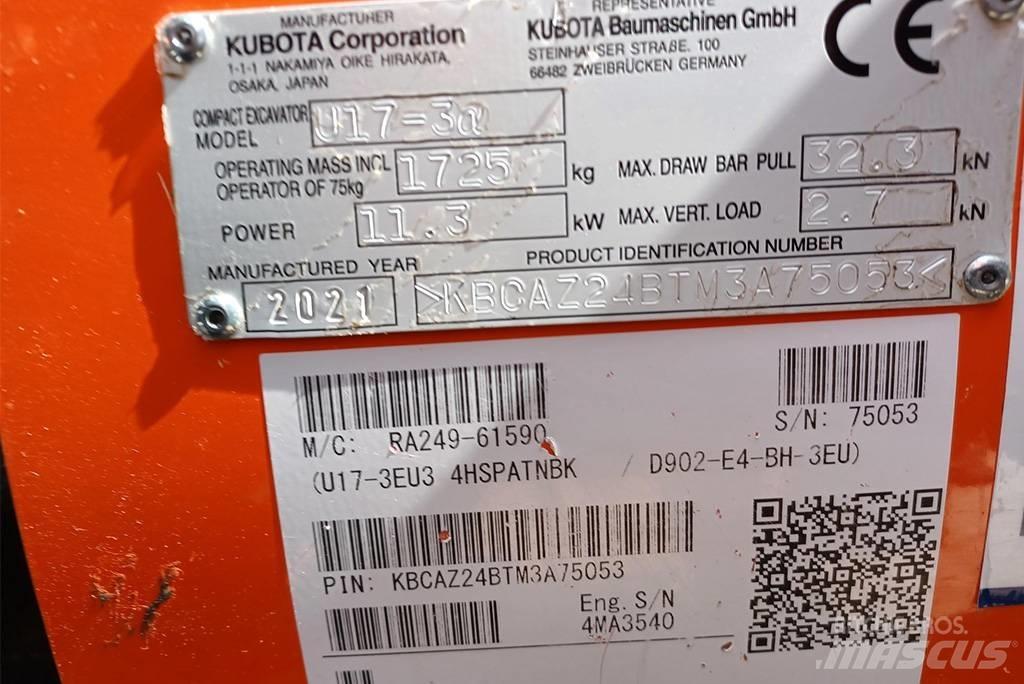 MANUFACTUHER
KUBOTA Corporation
1-1-1 NAKAMIYA OIKE HIRAKATA,
OSAKA, JAPAN
REPRESENTATIVE
KUBOTA Baumaschinen GmbH
STEINHAUSER STRAßE. 100
66482 ZWEIBRÜCKEN GERMANY
CE
COMPACT EXCAVATOR
MODEL U17-3α
OPERATING MASS INCL
OPERATOR OF 75kg 1725 kg
MAX. DRAW BAR PULL 32.3 kN
POWER 11.3 kW
MAX. VERT. LOAD 2.7 kN
MANUFACTURED YEAR
2021
PRODUCT IDENTIFICATION NUMBER
>KBCAZ24BTM3A75053<
M/C: RA249-61590
S/N: 75053
(U17-3EU3 4HSPATNBK / D902-E4-BH-3EU)
PIN: KBCAZ24BTM3A75053
Eng. S/N
4MA3540
MASCUS